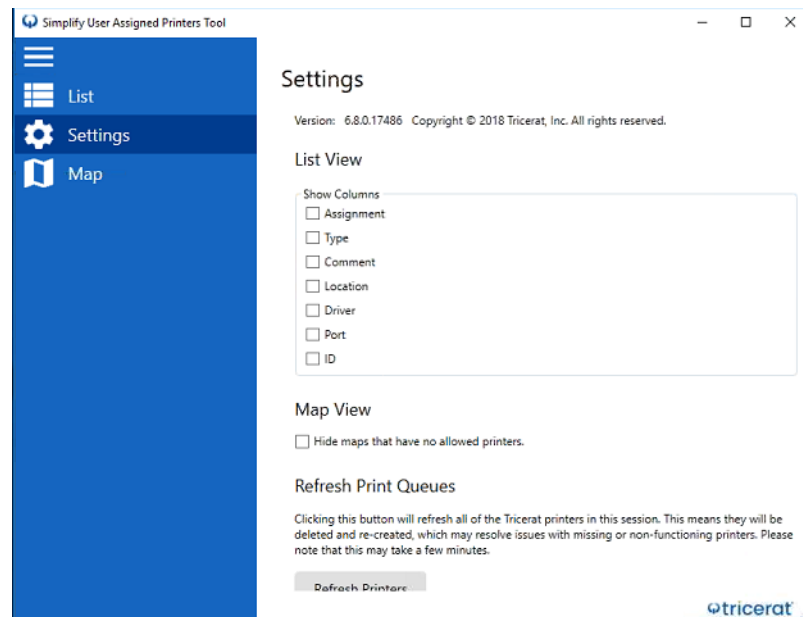 Simplify User Assigned Printers Tool
List
Settings
Map
Settings
Version: 6.8.0.17486 Copyright © 2018 Tricerat, Inc. All rights reserved.
List View
Show Columns
Assignment
Type
Comment
Location
Driver
Port
ID
Map View
Hide maps that have no allowed printers.
Refresh Print Queues
Clicking this button will refresh all of the Tricerat printers in this session. This means they will be
deleted and re-created, which may resolve issues with missing or non-functioning printers. Please
note that this may take a few minutes.
Refresh Printers
tricerat